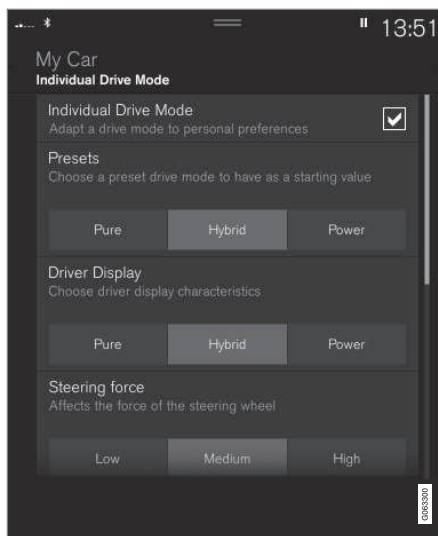 13:51
My Car
Individual Drive Mode
Individual Drive Mode
Adapt a drive mode to personal preferences
Presets
Choose a preset drive mode to have as a starting value
Pure Hybrid Power
Driver Display
Choose driver display characteristics
Pure Hybrid Power
Steering force
Affects the force of the steering wheel
Low Medium High
G063300